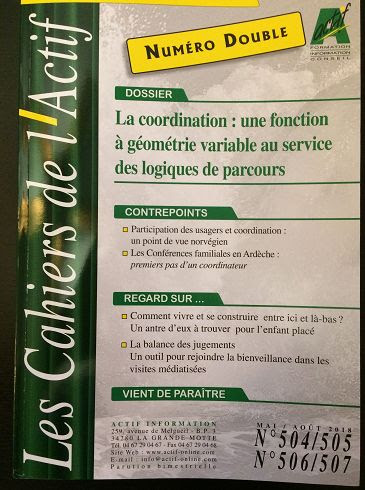 Numéro Double
actif
FORMATION
INFORMATION
CONSEIL
Les Cahiers de l'Actif
DOSSIER
La coordination : une fonction
à géométrie variable au service
des logiques de parcours
CONTREPOINTS
Participation des usagers et coordination :
un point de vue norvégien
Les Conférences familiales en Ardèche :
premiers pas d'un coordinateur
REGARD SUR ...
Comment vivre et se construire entre ici et là-bas ?
Un antre d'eux à trouver pour l'enfant placé
La balance des jugements
Un outil pour rejoindre la bienveillance dans les
visites médiatisées
VIENT DE PARAÎTRE
ACTIF INFORMATION
259, avenue de Melgueil - B.P. 3
34280 LA GRANDE MOTTE
Tél. 04 67 29 04 67 - Fax 04 67 29 04 68
Site Web : www.actif-online.com
E-mail : info@actif-online.com
Parution bimestrielle
MAI / AOÛT 2018
N° 504/505
N° 506/507